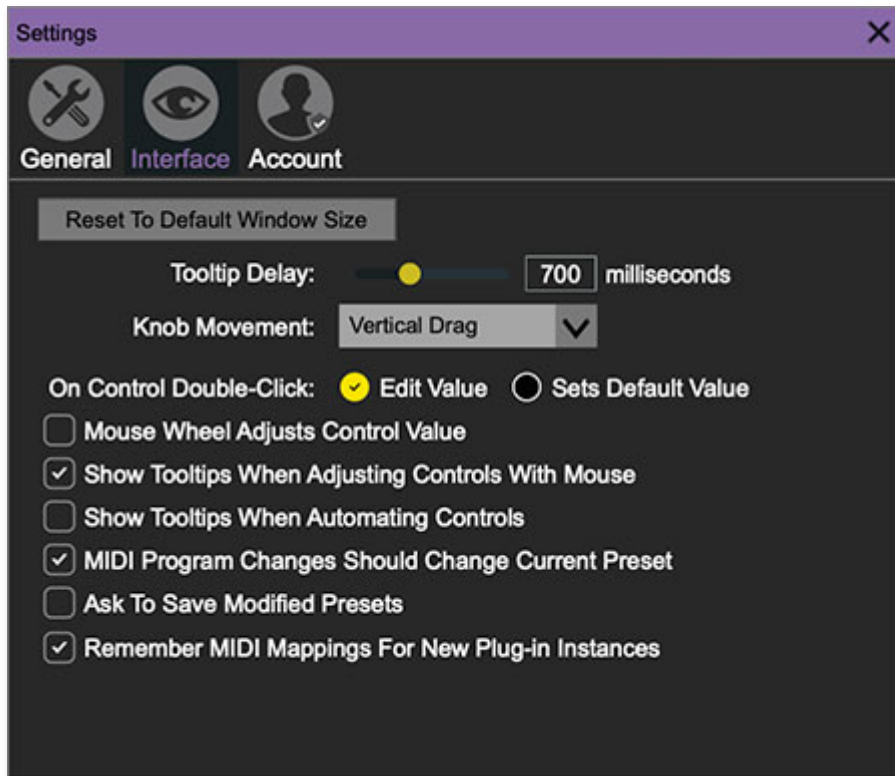 Settings
General Interface Account
Reset To Default Window Size
Tooltip Delay: 700 milliseconds
Knob Movement: Vertical Drag
On Control Double-Click: Edit Value Sets Default Value
Mouse Wheel Adjusts Control Value
Show Tooltips When Adjusting Controls With Mouse
Show Tooltips When Automating Controls
MIDI Program Changes Should Change Current Preset
Ask To Save Modified Presets
Remember MIDI Mappings For New Plug-in Instances